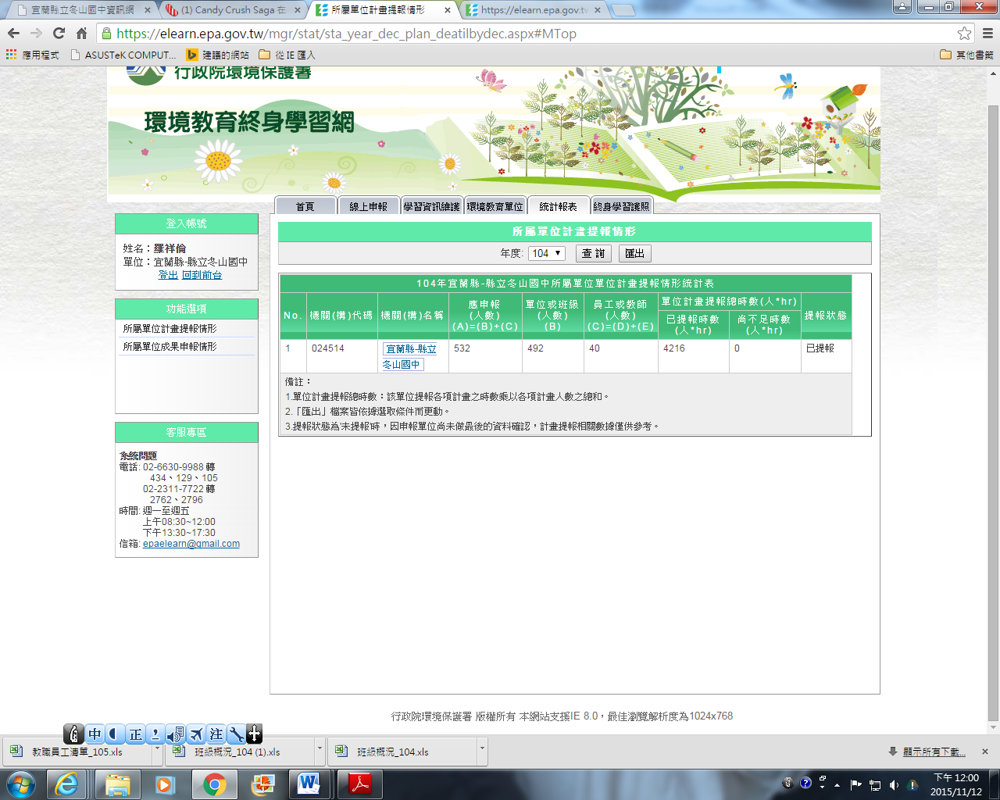 宜蘭縣立冬山國中資訊網
(1) Candy Crush Saga 在
所屬單位計畫提報情形
https://elearn.epa.gov.tw
https://elearn.epa.gov.tw/mgr/stat/sta_year_dec_plan_deatilbydec.aspx#MTop
應用程式
ASUSTeK COMPUT...
建議的網站
從 IE 匯入
其他書籤
行政院環境保護署
環境教育終身學習網
首頁
線上申報
學習資訊維護
環境教育單位
統計報表
終身學習護照
登入帳號
姓名：羅祥倫
單位：宜蘭縣-縣立冬山國中
登出 回到前台
功能選項
所屬單位計畫提報情形
所屬單位成果申報情形
客服專區
系統問題
電話: 02-6630-9988 轉
434、129、105
02-2311-7722 轉
2762、2796
時間: 週一至週五
上午08:30~12:00
下午13:30~17:30
信箱: epaelearn@gmail.com
所屬單位計畫提報情形
年度: 104 查 詢 匯出
104年宜蘭縣-縣立冬山國中所屬單位單位計畫提報情形統計表
No.
機關(構)代碼
機關(構)名稱
應申報
(人數)
(A)=(B)+(C)
單位或班級
(人數)
(B)
員工或教師
(人數)
(C)=(D)+(E)
單位計畫提報總時數(人*hr)
已提報時數
(人*hr)
尚不足時數
(人*hr)
提報狀態
1 024514 宜蘭縣-縣立 532 492 40 4216 0 已提報
冬山國中
備註：
1.單位計畫提報總時數：該單位提報各項計畫之時數乘以各項計畫人數之總和。
2.「匯出」檔案皆依據選取條件而更動。
3.提報狀態為'未提報'時，因申報單位尚未做最後的資料確認，計畫提報相關數據僅供參考。
行政院環境保護署 版權所有 本網站支援IE 8.0，最佳瀏覽解析度為1024x768
中
正
注
教職員工清單_105.xls
班級概況_104 (1).xls
班級概況_104.xls
顯示所有下載...
下午 12:00
2015/11/12